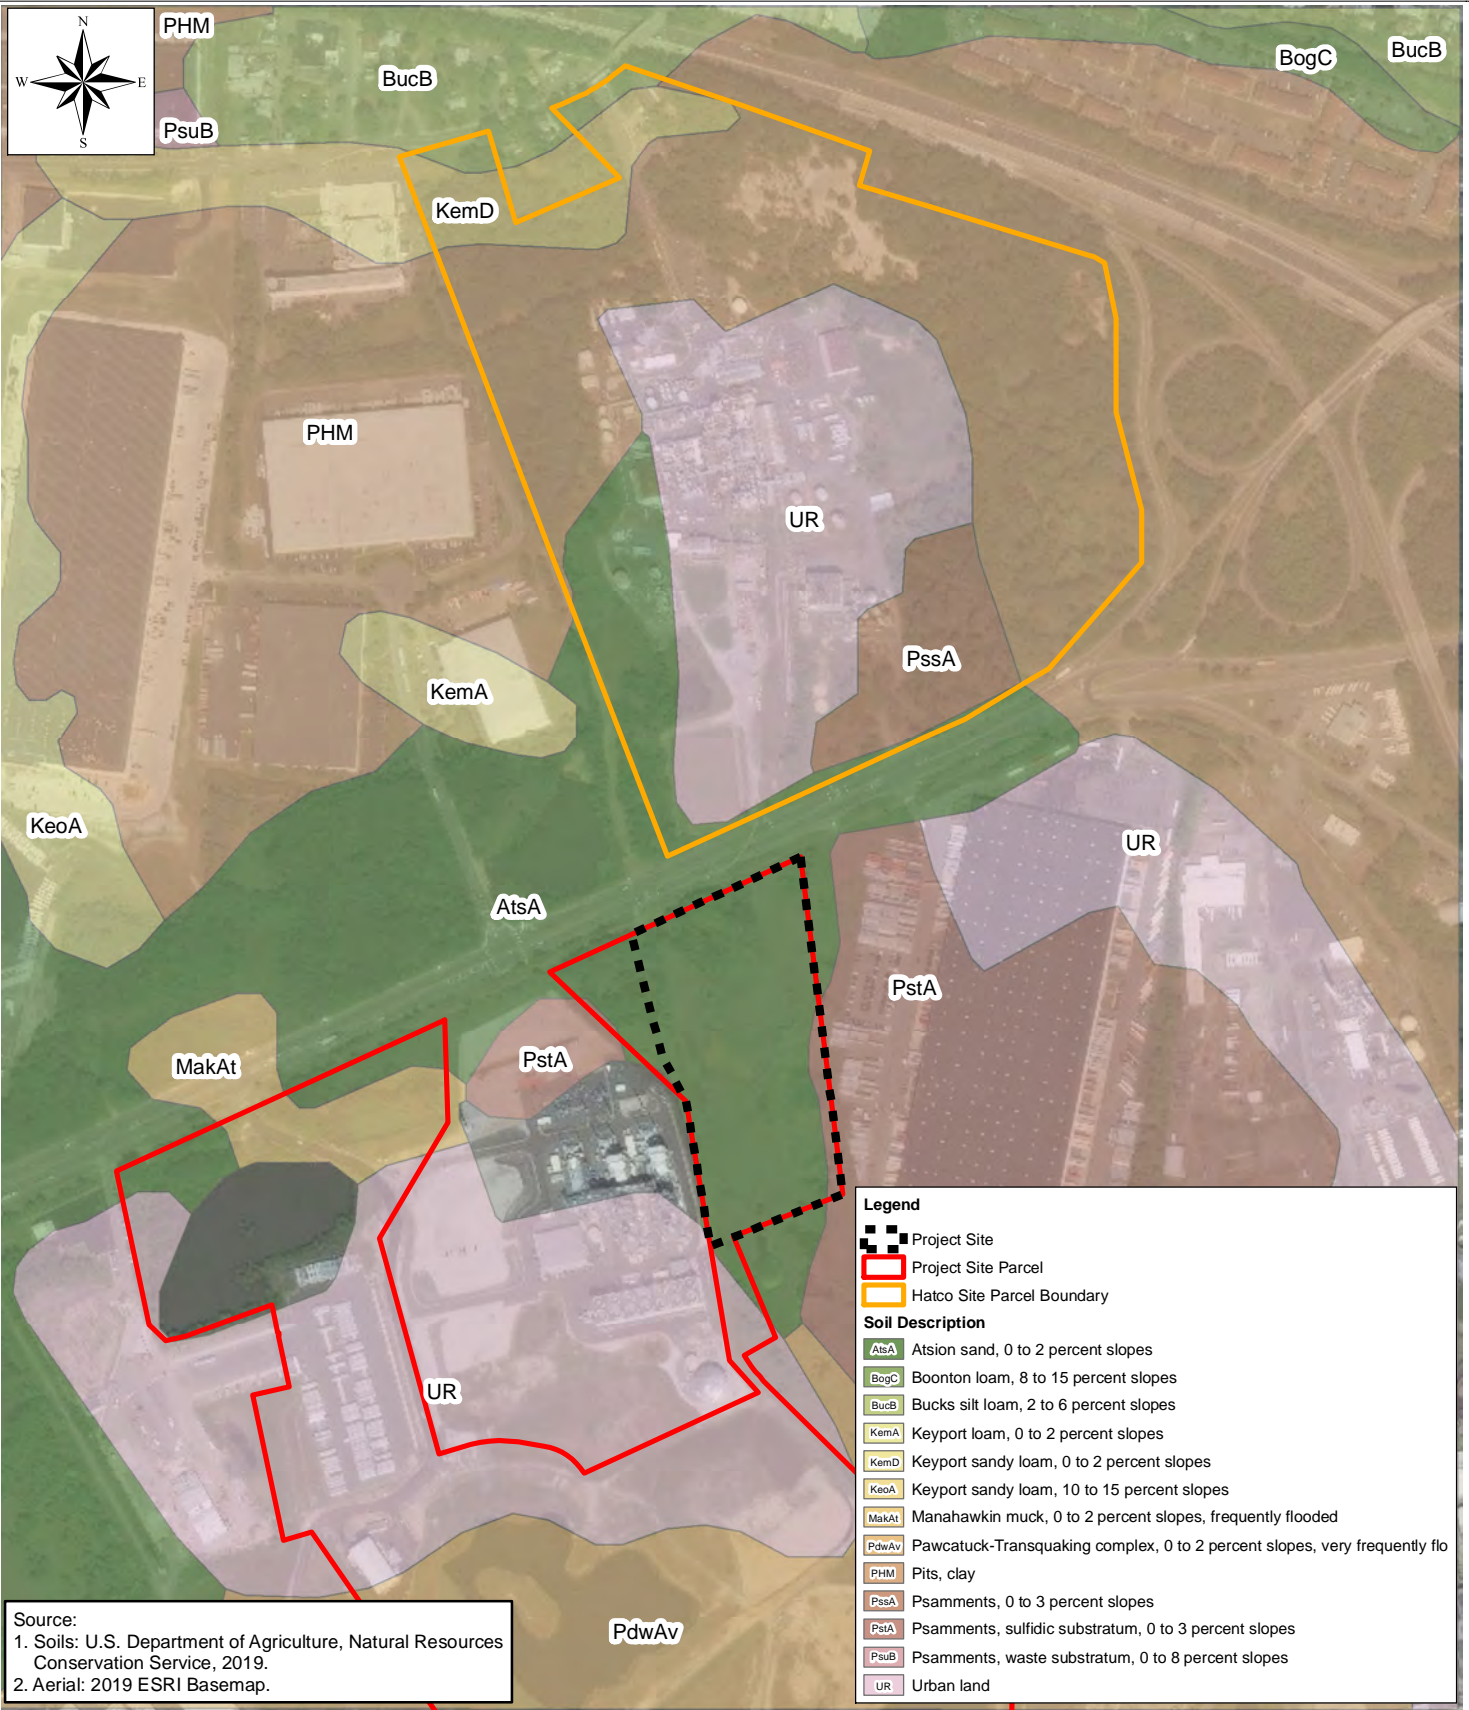 N
W E
S
PHM
BucB
BogC
BucB
PsuB
KemD
PHM
UR
PssA
KemA
KeoA
UR
AtsA
PstA
PstA
MakAt
UR
PdwAv
Legend
Project Site
Project Site Parcel
Hatco Site Parcel Boundary
Soil Description
AtsA Atsion sand, 0 to 2 percent slopes
BogC Boonton loam, 8 to 15 percent slopes
BucB Bucks silt loam, 2 to 6 percent slopes
KemA Keyport loam, 0 to 2 percent slopes
KemD Keyport sandy loam, 0 to 2 percent slopes
KeoA Keyport sandy loam, 10 to 15 percent slopes
MakAt Manahawkin muck, 0 to 2 percent slopes, frequently flooded
PdwAv Pawcatuck-Transquaking complex, 0 to 2 percent slopes, very frequently flo
PHM Pits, clay
PssA Psamments, 0 to 3 percent slopes
PstA Psamments, sulfidic substratum, 0 to 3 percent slopes
PsuB Psamments, waste substratum, 0 to 8 percent slopes
UR Urban land
Source:
1. Soils: U.S. Department of Agriculture, Natural Resources
Conservation Service, 2019.
2. Aerial: 2019 ESRI Basemap.